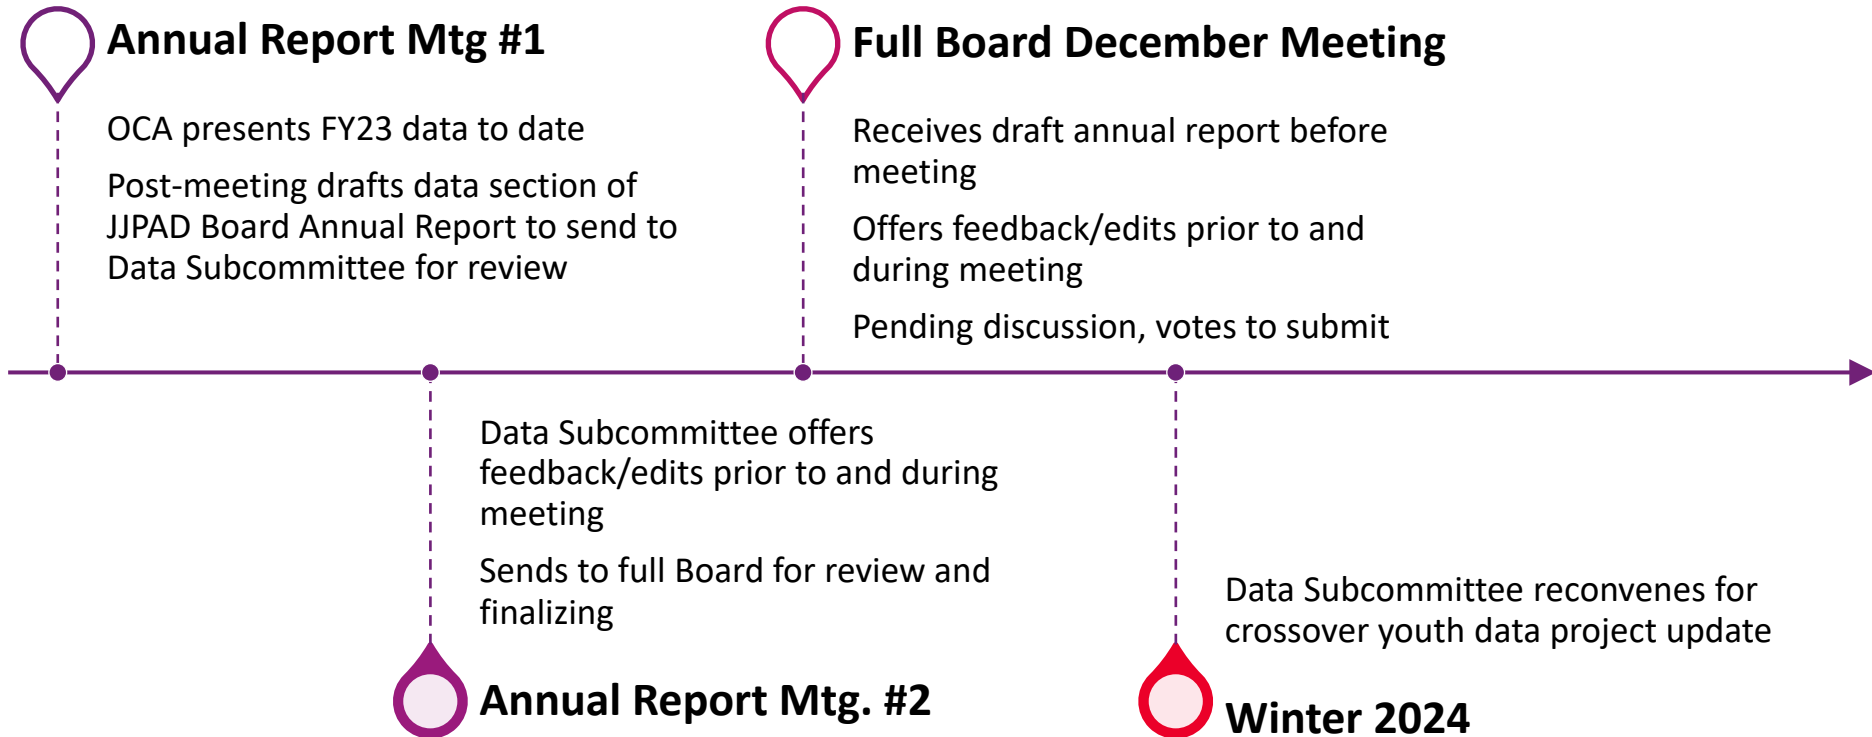 Annual Report Mtg #1
OCA presents FY23 data to date
Post-meeting drafts data section of
JJPAD Board Annual Report to send to
Data Subcommittee for review
Data Subcommittee offers
feedback/edits prior to and during
meeting
Sends to full Board for review and
finalizing
Annual Report Mtg. #2
Full Board December Meeting
Receives draft annual report before
meeting
Offers feedback/edits prior to and
during meeting
Pending discussion, votes to submit
Data Subcommittee reconvenes for
crossover youth data project update
Winter 2024